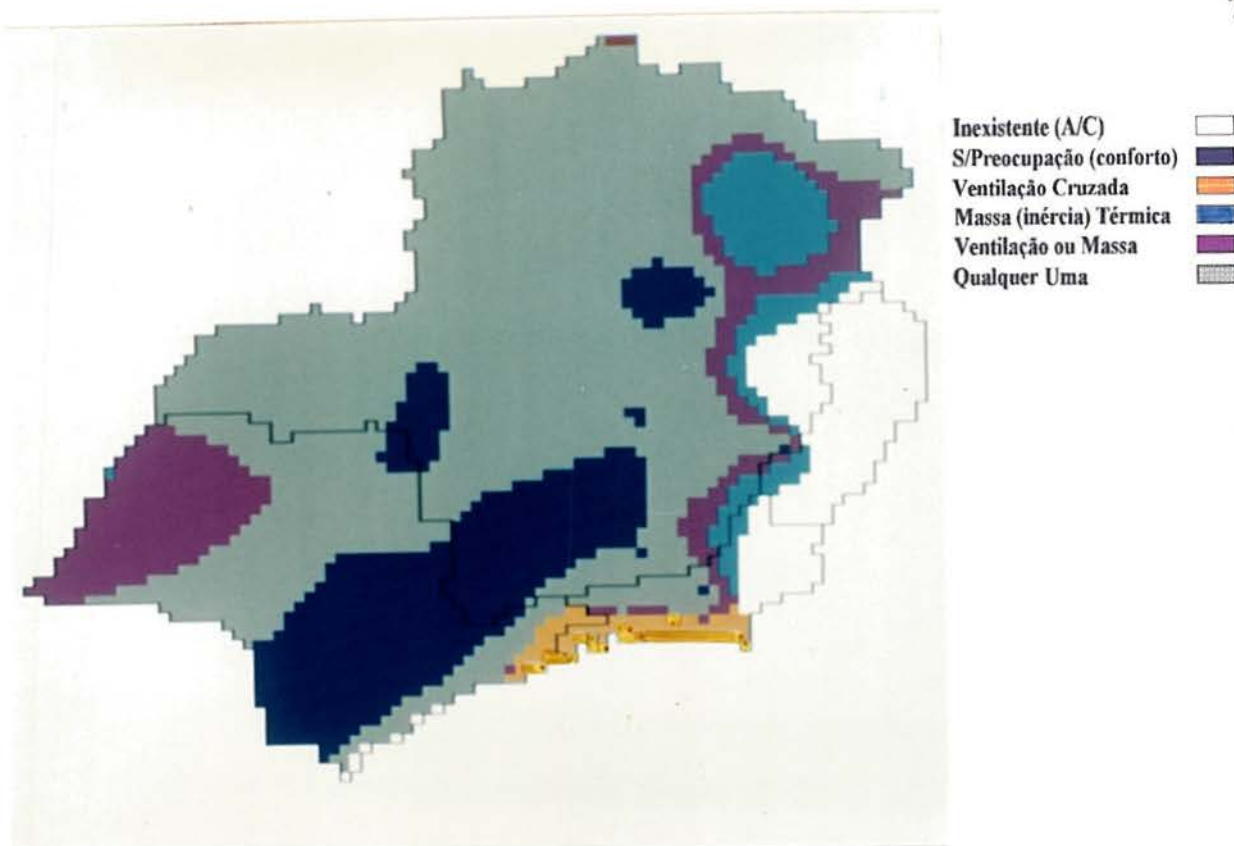 Inexistente (A/C)
S/Preocupação (conforto)
Ventilação Cruzada
Massa (inércia) Térmica
Ventilação ou Massa
Qualquer Uma